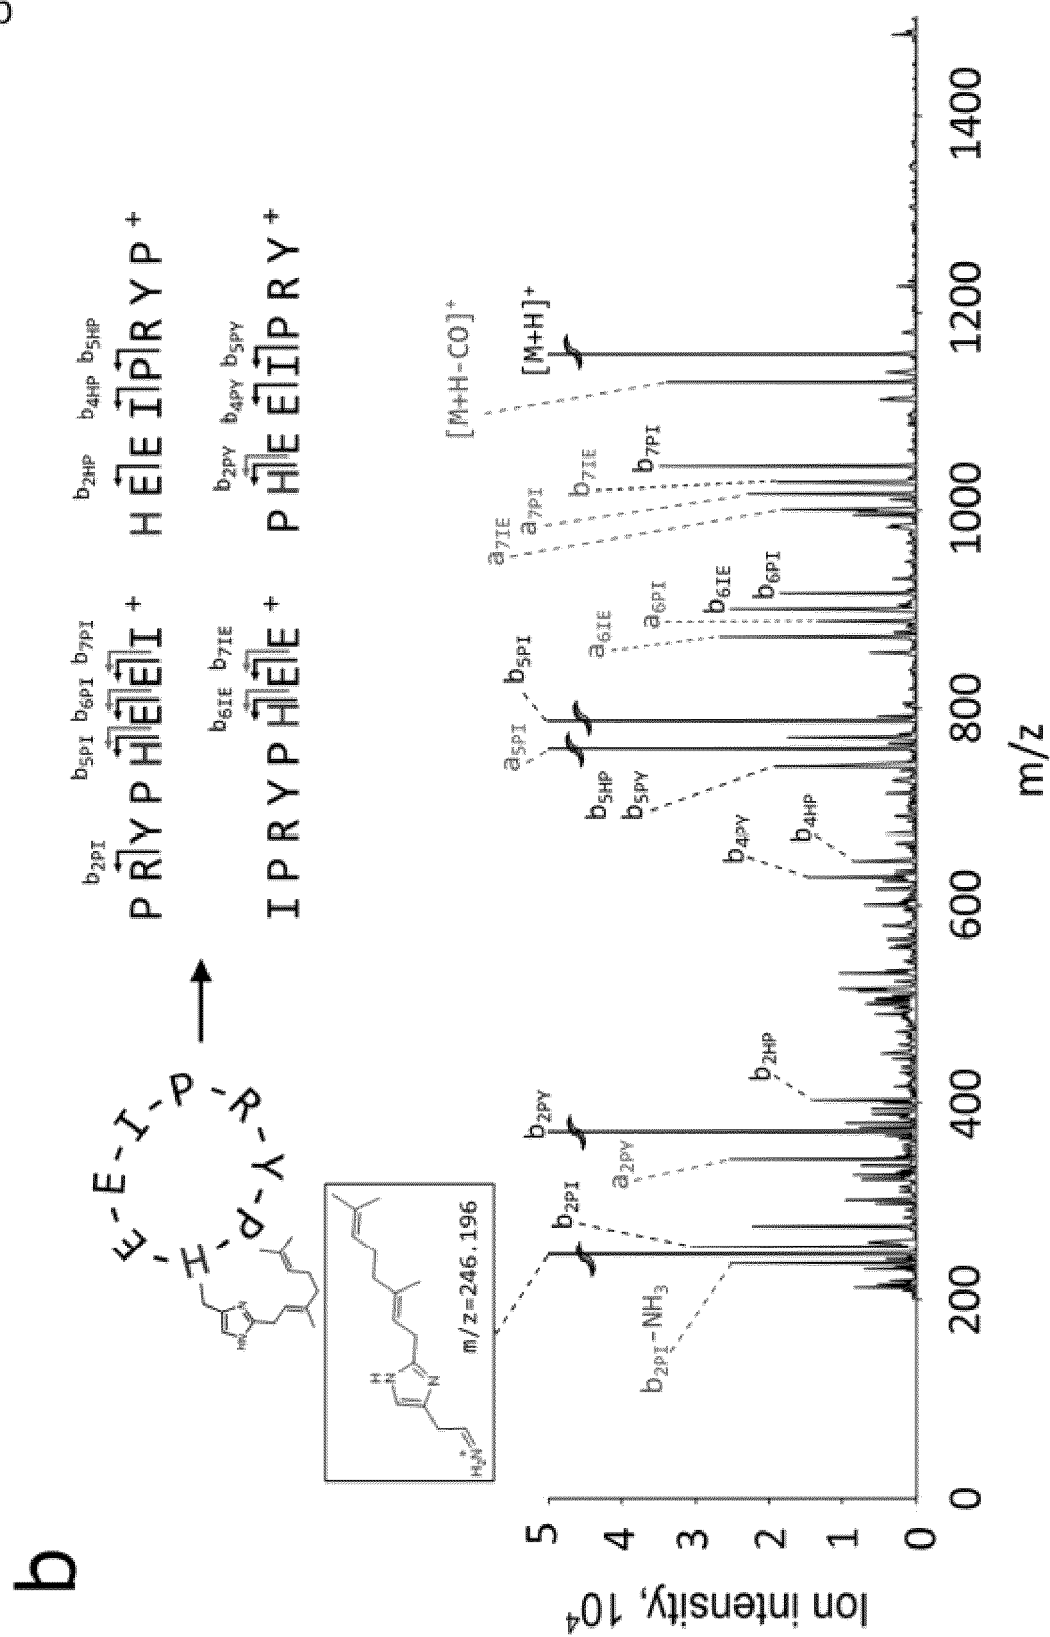 b
E-E-I-P-R-Y-P-H
HN
N
b2PI b5PI b6PI b7PI
P R Y P H E E I +
b6IE b7IE
I P R Y P H E E +
b2HP b4HP b5HP
H E E I P R Y P +
b2PY b4PY b5PY
P H E E I P R Y +
H2N+
H
N
N
m/z=246.196
b2PI-NH3
b2PI
a2PY
b2PY
b2HP
b4PY
b4HP
b5HP
b5PY
a5PI
b5PI
a6IE
a6PI
b6IE
b6PI
a7IE
a7PI
b7IE
b7PI
[M+H-CO]+
[M+H]+
Ion intensity, 10⁴
5
4
3
2
1
0
0 200 400 600 800 1000 1200 1400
m/z